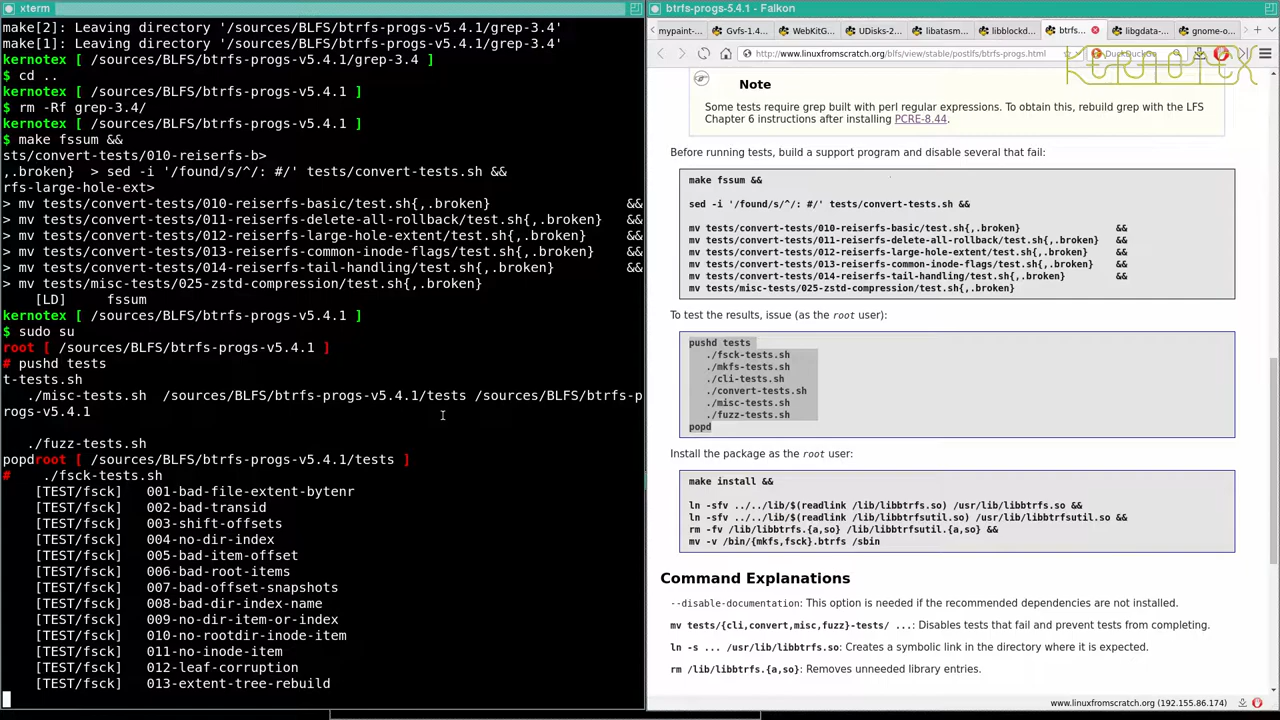 xterm
make[2]: Leaving directory '/sources/BLFS/btrfs-progs-v5.4.1/grep-3.4'
make[1]: Leaving directory '/sources/BLFS/btrfs-progs-v5.4.1/grep-3.4'
kernotex [ /sources/BLFS/btrfs-progs-v5.4.1/grep-3.4 ]
$ cd ..
kernotex [ /sources/BLFS/btrfs-progs-v5.4.1 ]
$ rm -Rf grep-3.4/
kernotex [ /sources/BLFS/btrfs-progs-v5.4.1 ]
$ make fssum &&
sts/convert-tests/010-reiserfs-b>
,.broken}  > sed -i '/found/s/^/: #/' tests/convert-tests.sh &&
rfs-large-hole-ext>
> mv tests/convert-tests/010-reiserfs-basic/test.sh{,.broken} &&
> mv tests/convert-tests/011-reiserfs-delete-all-rollback/test.sh{,.broken} &&
> mv tests/convert-tests/012-reiserfs-large-hole-extent/test.sh{,.broken} &&
> mv tests/convert-tests/013-reiserfs-common-inode-flags/test.sh{,.broken} &&
> mv tests/convert-tests/014-reiserfs-tail-handling/test.sh{,.broken} &&
> mv tests/misc-tests/025-zstd-compression/test.sh{,.broken}
[LD] fssum
kernotex [ /sources/BLFS/btrfs-progs-v5.4.1 ]
$ sudo su
root [ /sources/BLFS/btrfs-progs-v5.4.1 ]
# pushd tests
t-tests.sh
./misc-tests.sh  /sources/BLFS/btrfs-progs-v5.4.1/tests /sources/BLFS/btrfs-p
rogs-v5.4.1
./fuzz-tests.sh
popdroot [ /sources/BLFS/btrfs-progs-v5.4.1/tests ]
# ./fsck-tests.sh
[TEST/fsck] 001-bad-file-extent-bytenr
[TEST/fsck] 002-bad-transid
[TEST/fsck] 003-shift-offsets
[TEST/fsck] 004-no-dir-index
[TEST/fsck] 005-bad-item-offset
[TEST/fsck] 006-bad-root-items
[TEST/fsck] 007-bad-offset-snapshots
[TEST/fsck] 008-bad-dir-index-name
[TEST/fsck] 009-no-dir-item-or-index
[TEST/fsck] 010-no-rootdir-inode-item
[TEST/fsck] 011-no-inode-item
[TEST/fsck] 012-leaf-corruption
[TEST/fsck] 013-extent-tree-rebuild
btrfs-progs-5.4.1 - Falkon
mypaint-
Gvfs-1.4...
WebKitG...
UDisks-2...
libatasm...
libblockd...
btrfs...
libgdata-...
gnome-o...
http://www.linuxfromscratch.org/blfs/view/stable/postlfs/btrfs-progs.html
DuckDuckGo
KERNOTEX
Note
Some tests require grep built with perl regular expressions. To obtain this, rebuild grep with the LFS
Chapter 6 instructions after installing PCRE-8.44.
Before running tests, build a support program and disable several that fail:
make fssum &&
sed -i '/found/s/^/: #/' tests/convert-tests.sh &&
mv tests/convert-tests/010-reiserfs-basic/test.sh{,.broken} &&
mv tests/convert-tests/011-reiserfs-delete-all-rollback/test.sh{,.broken} &&
mv tests/convert-tests/012-reiserfs-large-hole-extent/test.sh{,.broken} &&
mv tests/convert-tests/013-reiserfs-common-inode-flags/test.sh{,.broken} &&
mv tests/convert-tests/014-reiserfs-tail-handling/test.sh{,.broken} &&
mv tests/misc-tests/025-zstd-compression/test.sh{,.broken}
To test the results, issue (as the root user):
pushd tests
./fsck-tests.sh
./mkfs-tests.sh
./cli-tests.sh
./convert-tests.sh
./misc-tests.sh
./fuzz-tests.sh
popd
Install the package as the root user:
make install &&
ln -sfv ../../lib/$(readlink /lib/libbtrfs.so) /usr/lib/libbtrfs.so &&
ln -sfv ../../lib/$(readlink /lib/libbtrfsutil.so) /usr/lib/libbtrfsutil.so &&
rm -fv /lib/libbtrfs.{a,so} /lib/libbtrfsutil.{a,so} &&
mv -v /bin/{mkfs,fsck}.btrfs /sbin
Command Explanations
--disable-documentation: This option is needed if the recommended dependencies are not installed.
mv tests/{cli,convert,misc,fuzz}-tests/ ...: Disables tests that fail and prevent tests from completing.
ln -s ... /usr/lib/libbtrfs.so: Creates a symbolic link in the directory where it is expected.
rm /lib/libbtrfs.{a,so}: Removes unneeded library entries.
www.linuxfromscratch.org (192.155.86.174)